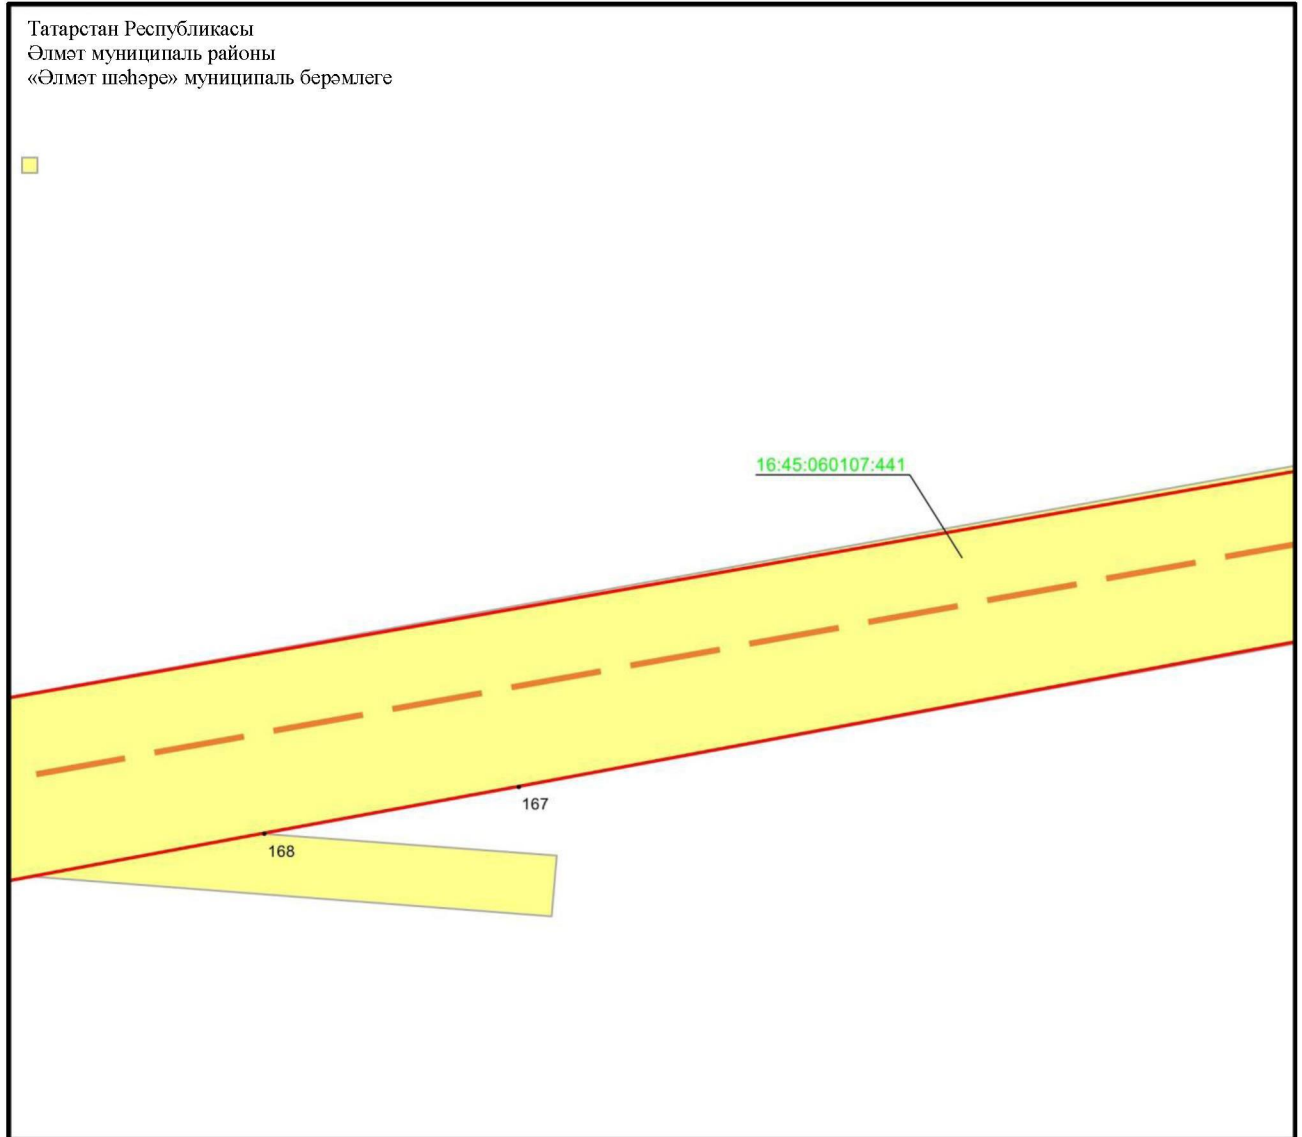 Татарстан Республикасы
Әлмәт муниципаль районы
«Әлмәт шәһәре» муниципаль берәмлеге
16:45:060107:441
167
168